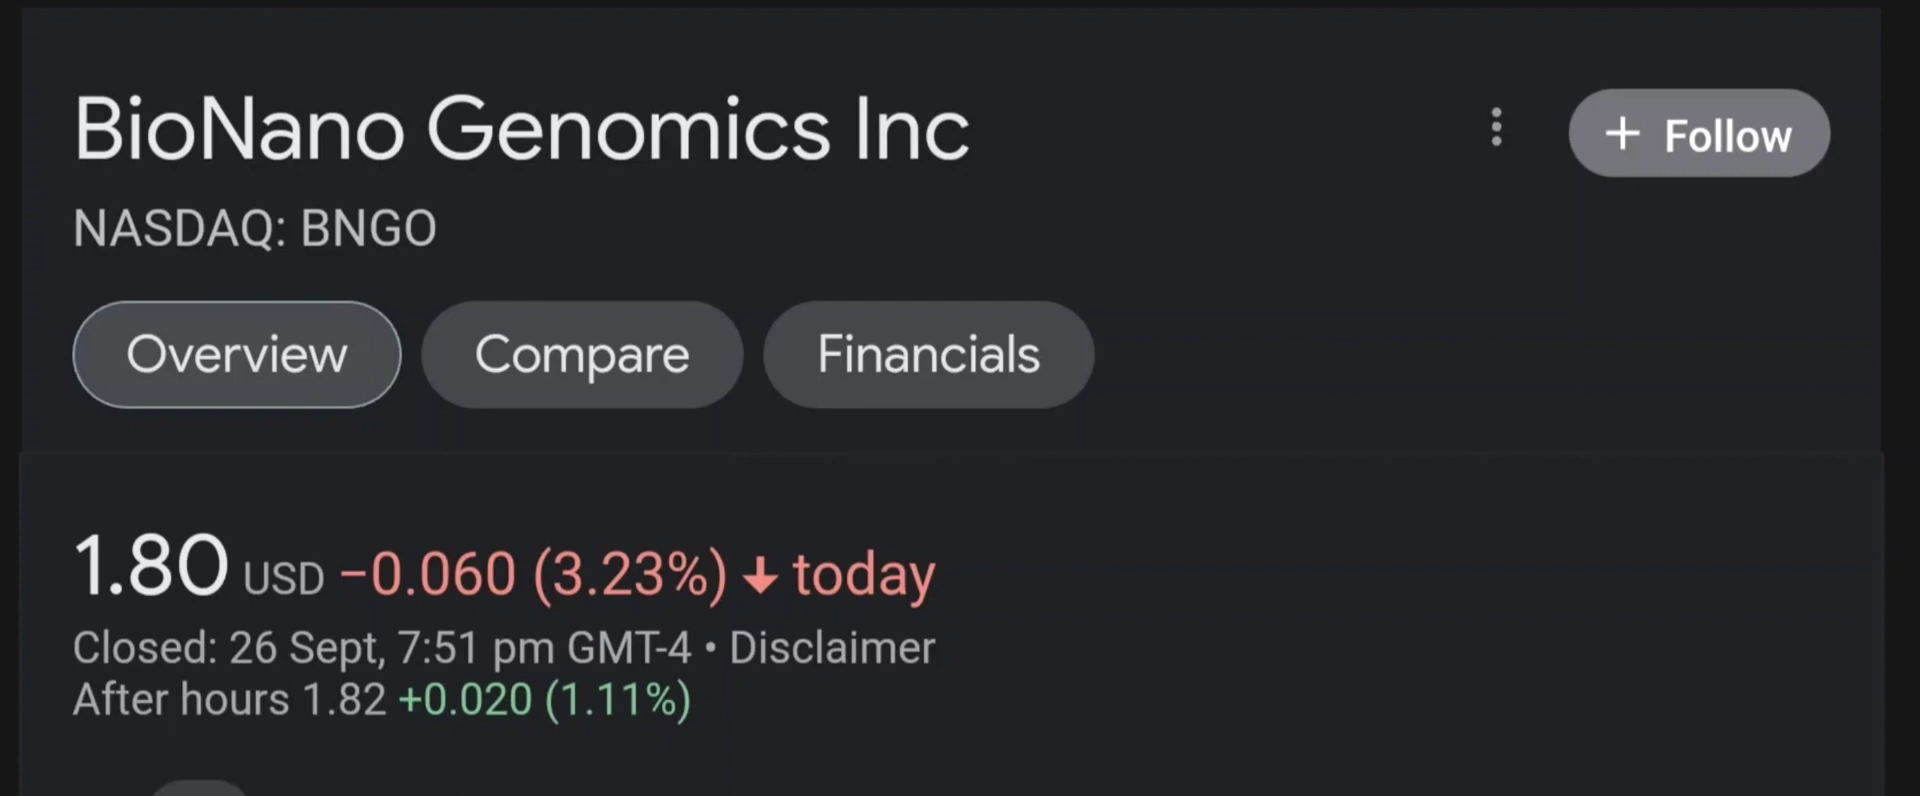 BioNano Genomics Inc
+ Follow
NASDAQ: BNGO
Overview Compare Financials
1.80 USD −0.060 (3.23%) ↓ today
Closed: 26 Sept, 7:51 pm GMT-4 • Disclaimer
After hours 1.82 +0.020 (1.11%)